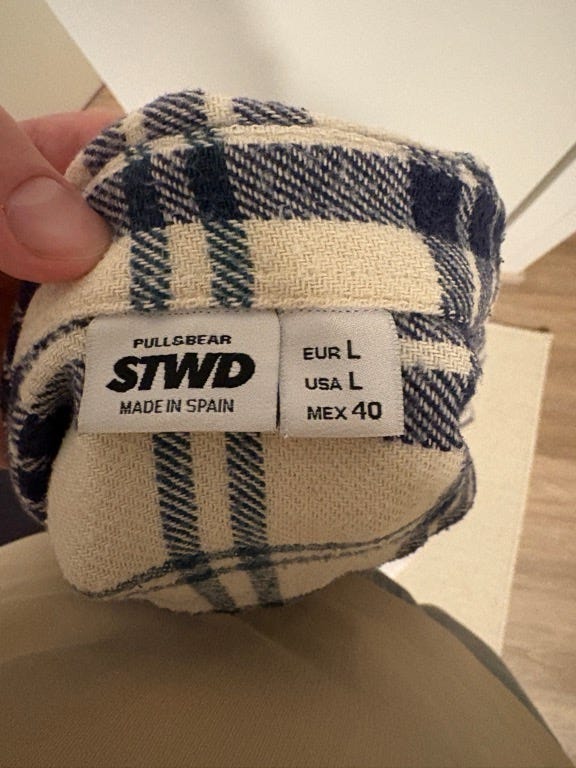 PULL&BEAR
STWD
MADE IN SPAIN
EUR L
USA L
MEX 40